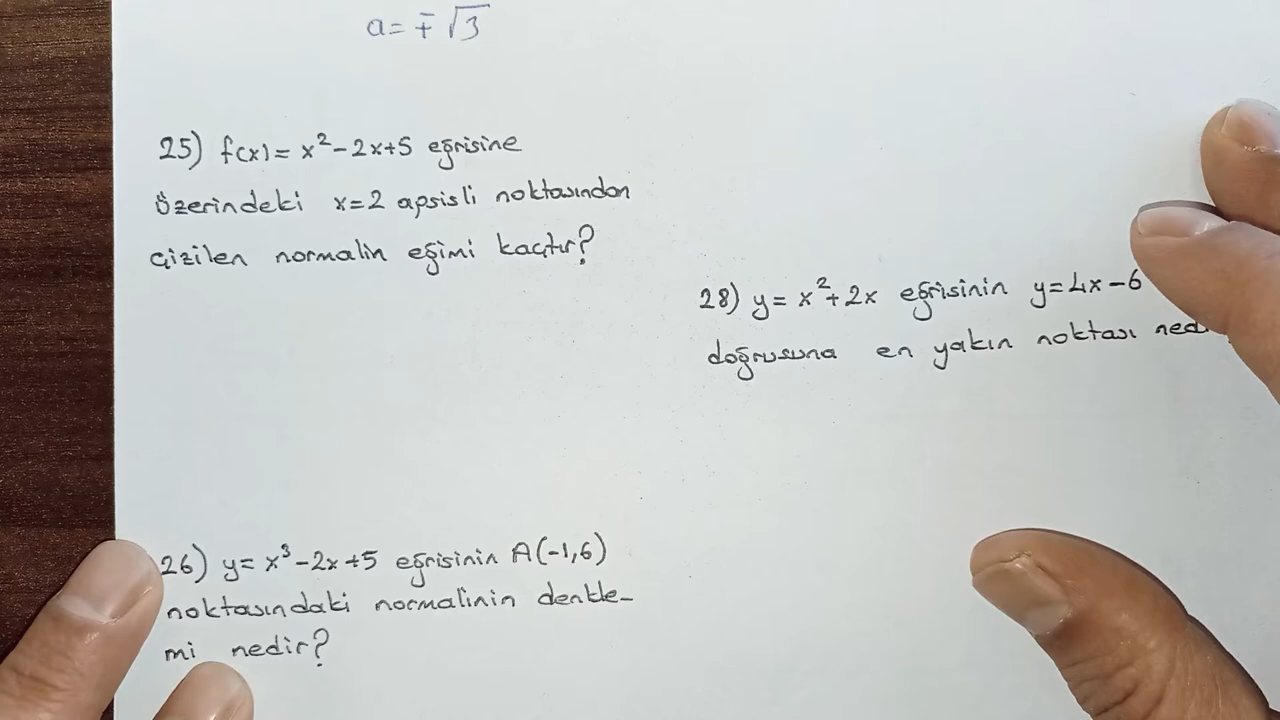 a = ∓ √3
25) f(x) = x² - 2x + 5 eğrisine
üzerindeki x = 2 apsisli noktasından
çizilen normalin eğimi kaçtır?
26) y = x³ - 2x + 5 eğrisinin A(-1,6)
noktasındaki normalinin denkle-
mi nedir?
28) y = x² + 2x eğrisinin y = 4x - 6
doğrusuna en yakın noktası